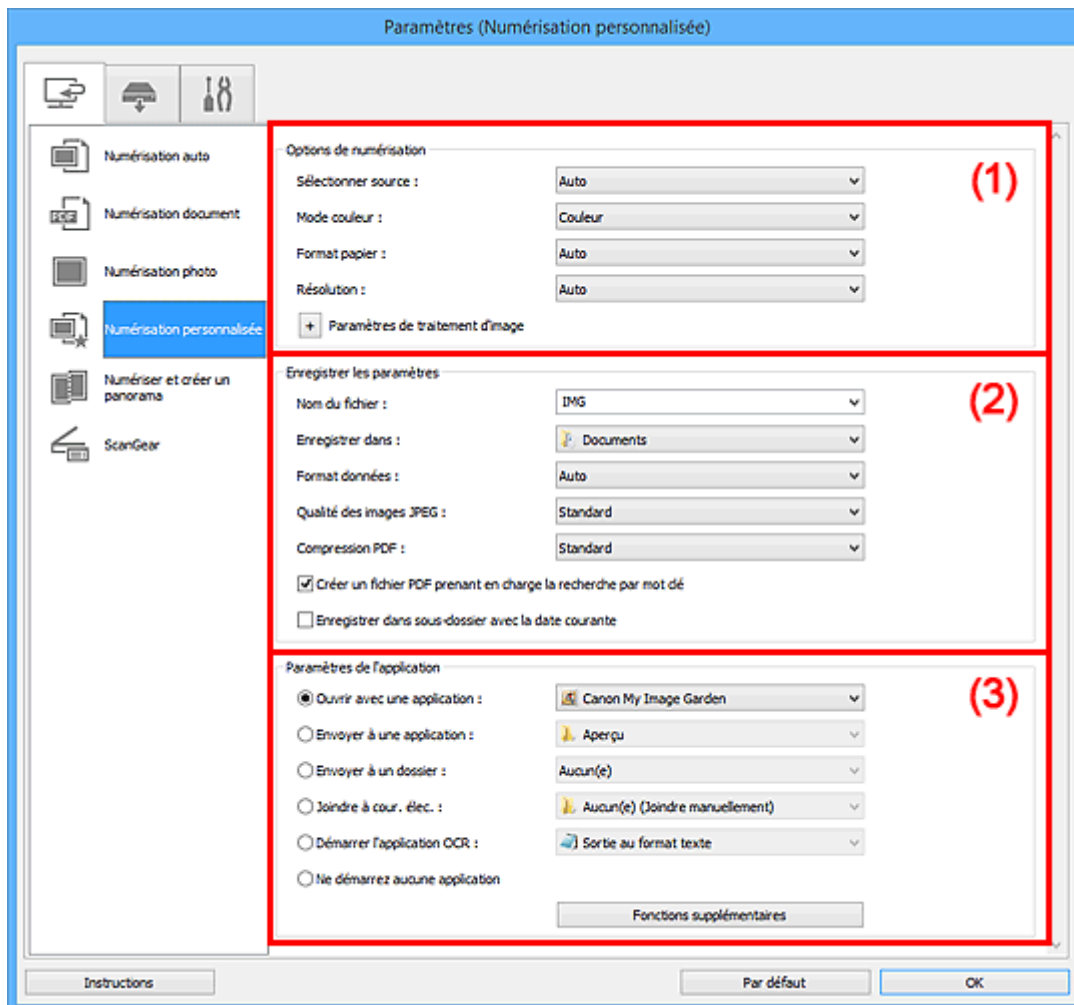 Paramètres (Numérisation personnalisée)
Numérisation auto
PDF
Numérisation document
Numérisation photo
Numérisation personnalisée
Numériser et créer un
panorama
ScanGear
Options de numérisation
(1)
Sélectionner source : Auto
Mode couleur : Couleur
Format papier : Auto
Résolution : Auto
+ Paramètres de traitement d'image
Enregistrer les paramètres
(2)
Nom du fichier : IMG
Enregistrer dans : Documents
Format données : Auto
Qualité des images JPEG : Standard
Compression PDF : Standard
Créer un fichier PDF prenant en charge la recherche par mot clé
Enregistrer dans sous-dossier avec la date courante
Paramètres de l'application
(3)
Ouvrir avec une application : Canon My Image Garden
Envoyer à une application : Aperçu
Envoyer à un dossier : Aucun(e)
Joindre à cour. élec. : Aucun(e) (Joindre manuellement)
Démarrer l'application OCR : Sortie au format texte
Ne démarrez aucune application
Fonctions supplémentaires
Instructions
Par défaut
OK